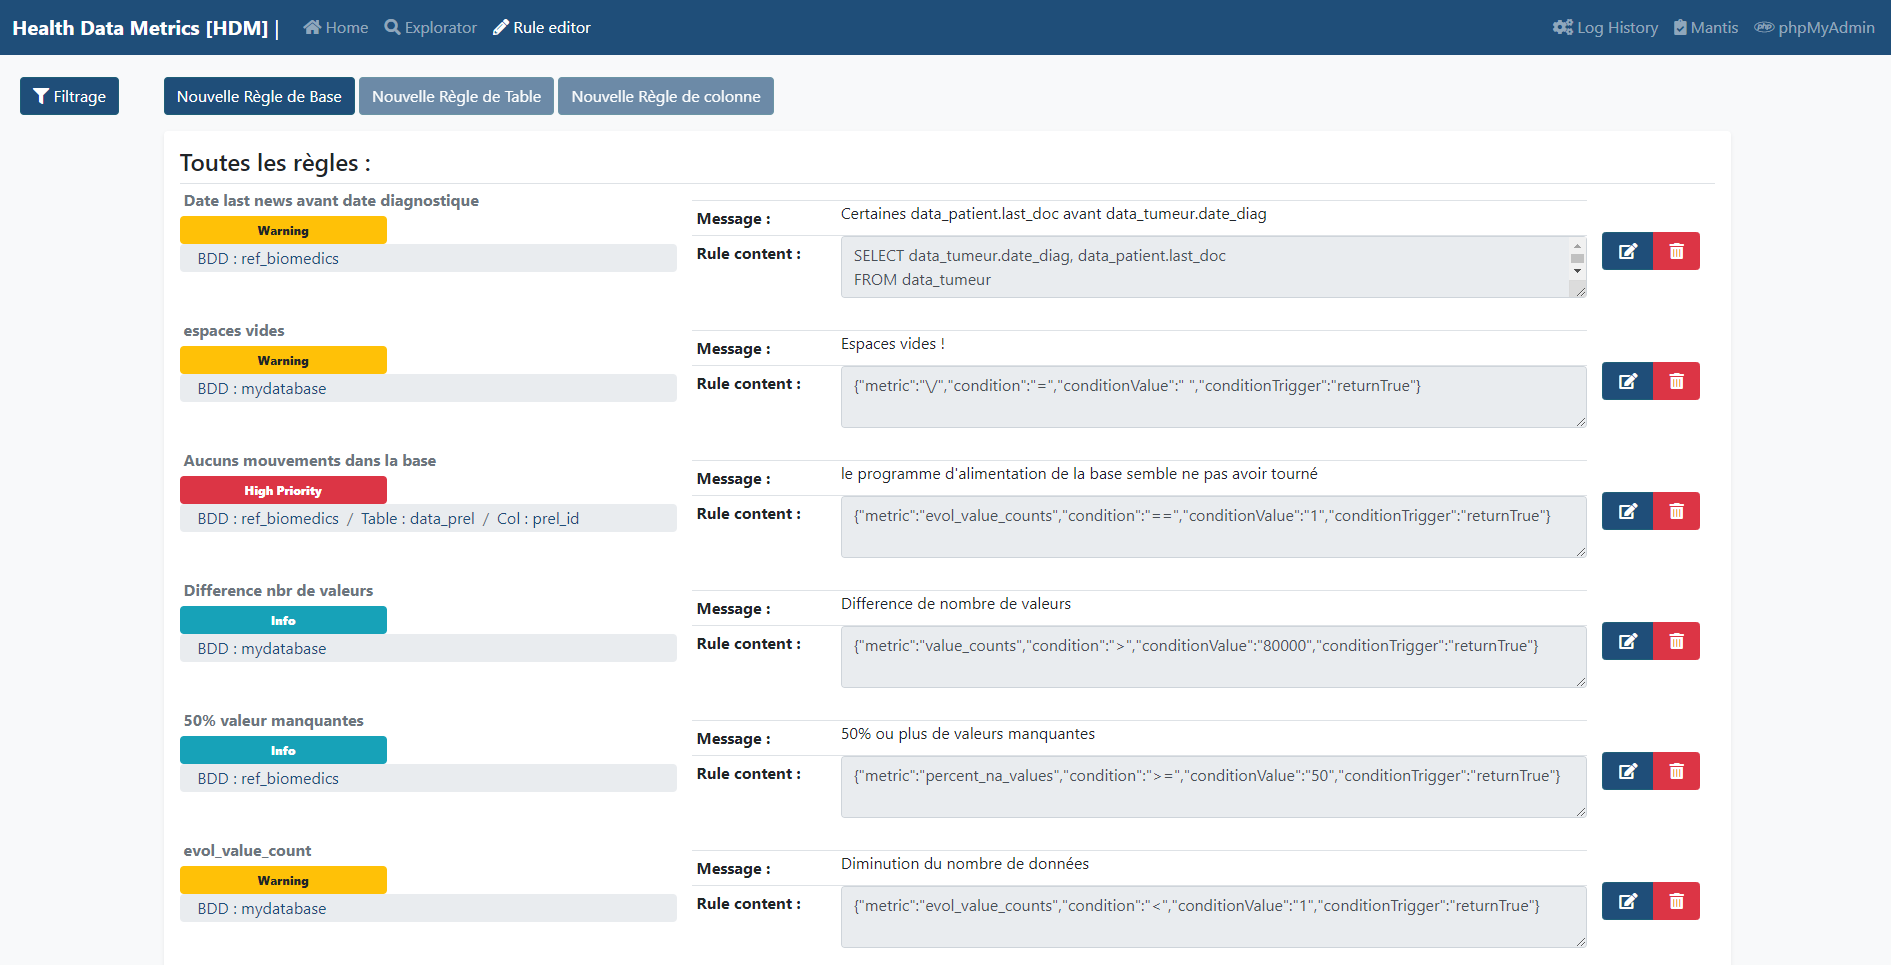 Health Data Metrics [HDM] | Home Explorator Rule editor Log History Mantis phpMyAdmin
Filtrage Nouvelle Règle de Base Nouvelle Règle de Table Nouvelle Règle de colonne
Toutes les règles :
Date last news avant date diagnostique
Warning
BDD : ref_biomedics
Message : Certaines data_patient.last_doc avant data_tumeur.date_diag
Rule content : SELECT data_tumeur.date_diag, data_patient.last_doc
FROM data_tumeur
espaces vides
Warning
BDD : mydatabase
Message : Espaces vides !
Rule content : {"metric":"\/","condition":"=","conditionValue":" ","conditionTrigger":"returnTrue"}
Aucuns mouvements dans la base
High Priority
BDD : ref_biomedics / Table : data_prel / Col : prel_id
Message : le programme d'alimentation de la base semble ne pas avoir tourné
Rule content : {"metric":"evol_value_counts","condition":"==","conditionValue":"1","conditionTrigger":"returnTrue"}
Difference nbr de valeurs
Info
BDD : mydatabase
Message : Difference de nombre de valeurs
Rule content : {"metric":"value_counts","condition":">","conditionValue":"80000","conditionTrigger":"returnTrue"}
50% valeur manquantes
Info
BDD : ref_biomedics
Message : 50% ou plus de valeurs manquantes
Rule content : {"metric":"percent_na_values","condition":">=","conditionValue":"50","conditionTrigger":"returnTrue"}
evol_value_count
Warning
BDD : mydatabase
Message : Diminution du nombre de données
Rule content : {"metric":"evol_value_counts","condition":"<","conditionValue":"1","conditionTrigger":"returnTrue"}